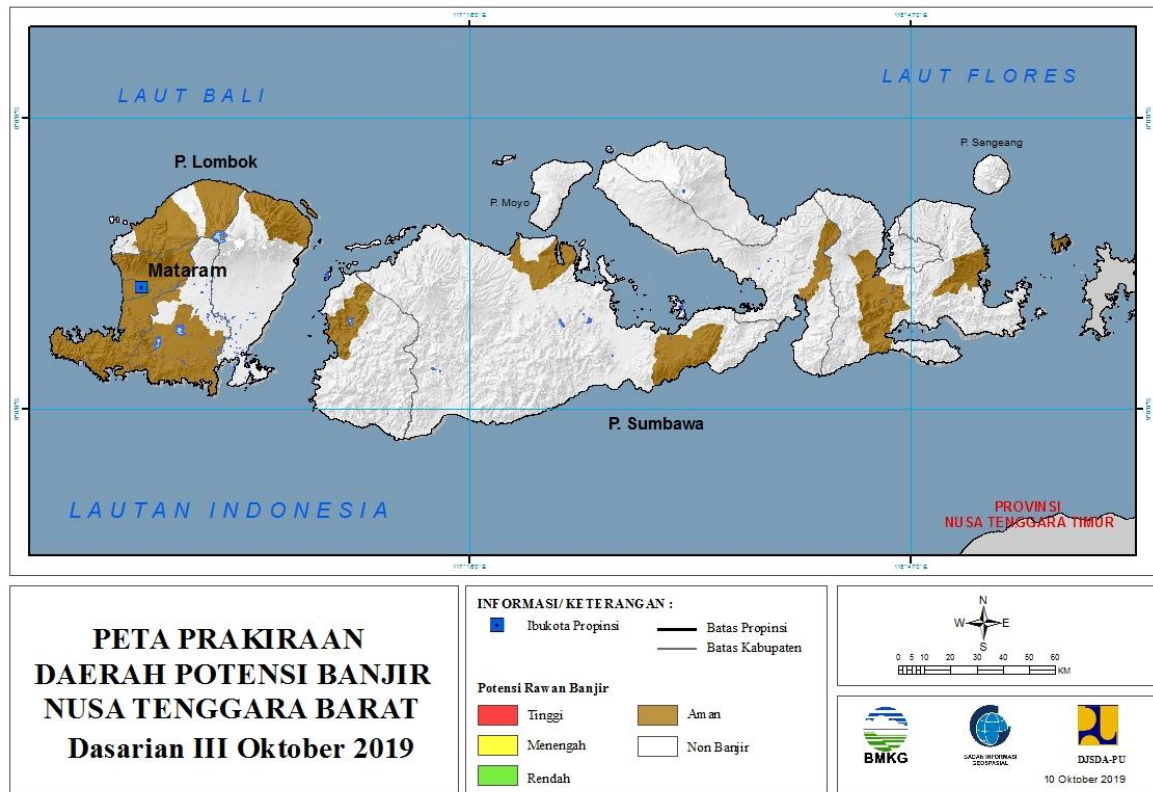 LAUT BALI
LAUT FLORES
P. Lombok
P. Sangeang
P. Moyo
Mataram
P. Sumbawa
LAUTAN INDONESIA
PROVINSI
NUSA TENGGARA TIMUR
PETA PRAKIRAAN
DAERAH POTENSI BANJIR
NUSA TENGGARA BARAT
Dasarian III Oktober 2019
INFORMASI/ KETERANGAN :
Ibukota Propinsi
Batas Propinsi
Batas Kabupaten
Potensi Rawan Banjir
Tinggi
Aman
Menengah
Non Banjir
Rendah
N
W E
S
0 5 10 20 30 40 50 60
KM
BMKG
BADAN INFORMASI
GEOSPASIAL
DJSDA-PU
10 Oktober 2019